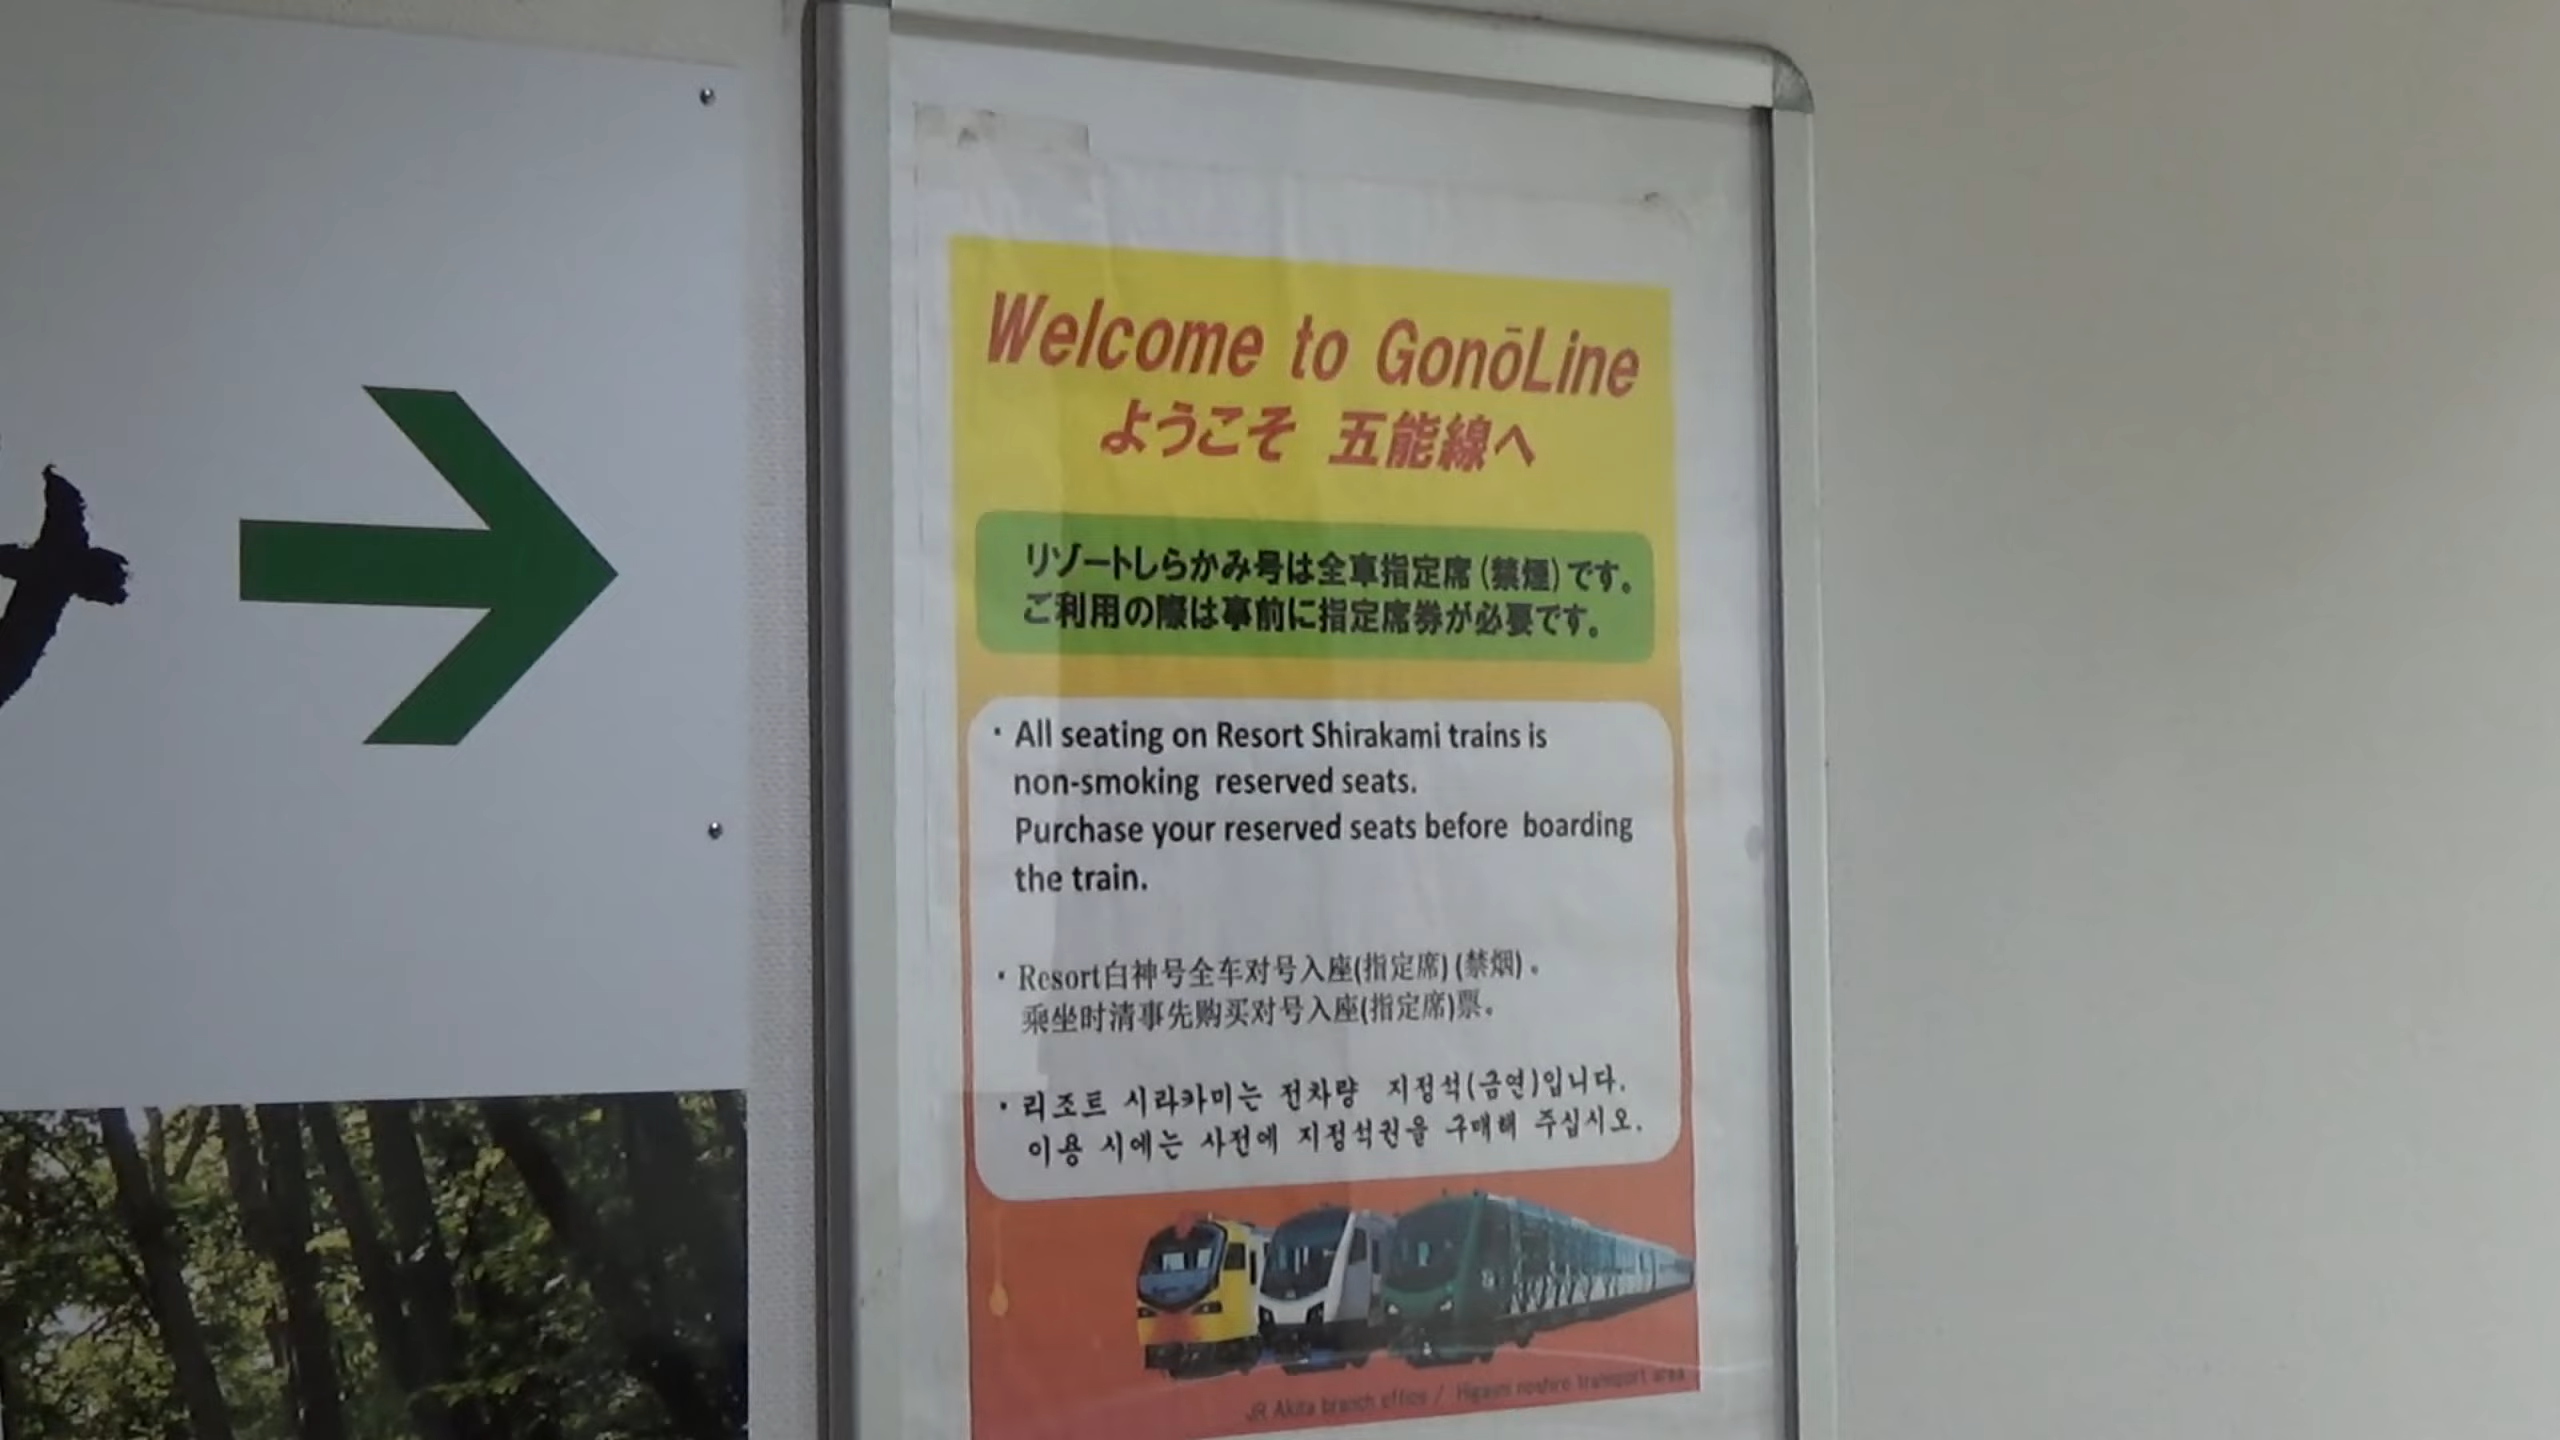 Welcome to GonōLine
ようこそ 五能線へ
リゾートしらかみ号は全車指定席(禁煙)です。
ご利用の際は事前に指定席券が必要です。
・All seating on Resort Shirakami trains is
non-smoking reserved seats.
Purchase your reserved seats before boarding
the train.
・Resort白神号全车对号入座(指定席)(禁烟)。
乘坐时清事先购买对号入座(指定席)票。
・리조트 시라카미는 전차량 지정석(금연)입니다.
이용 시에는 사전에 지정석권을 구매해 주십시오.
JR Akita branch office / Higashi noshiro transport area